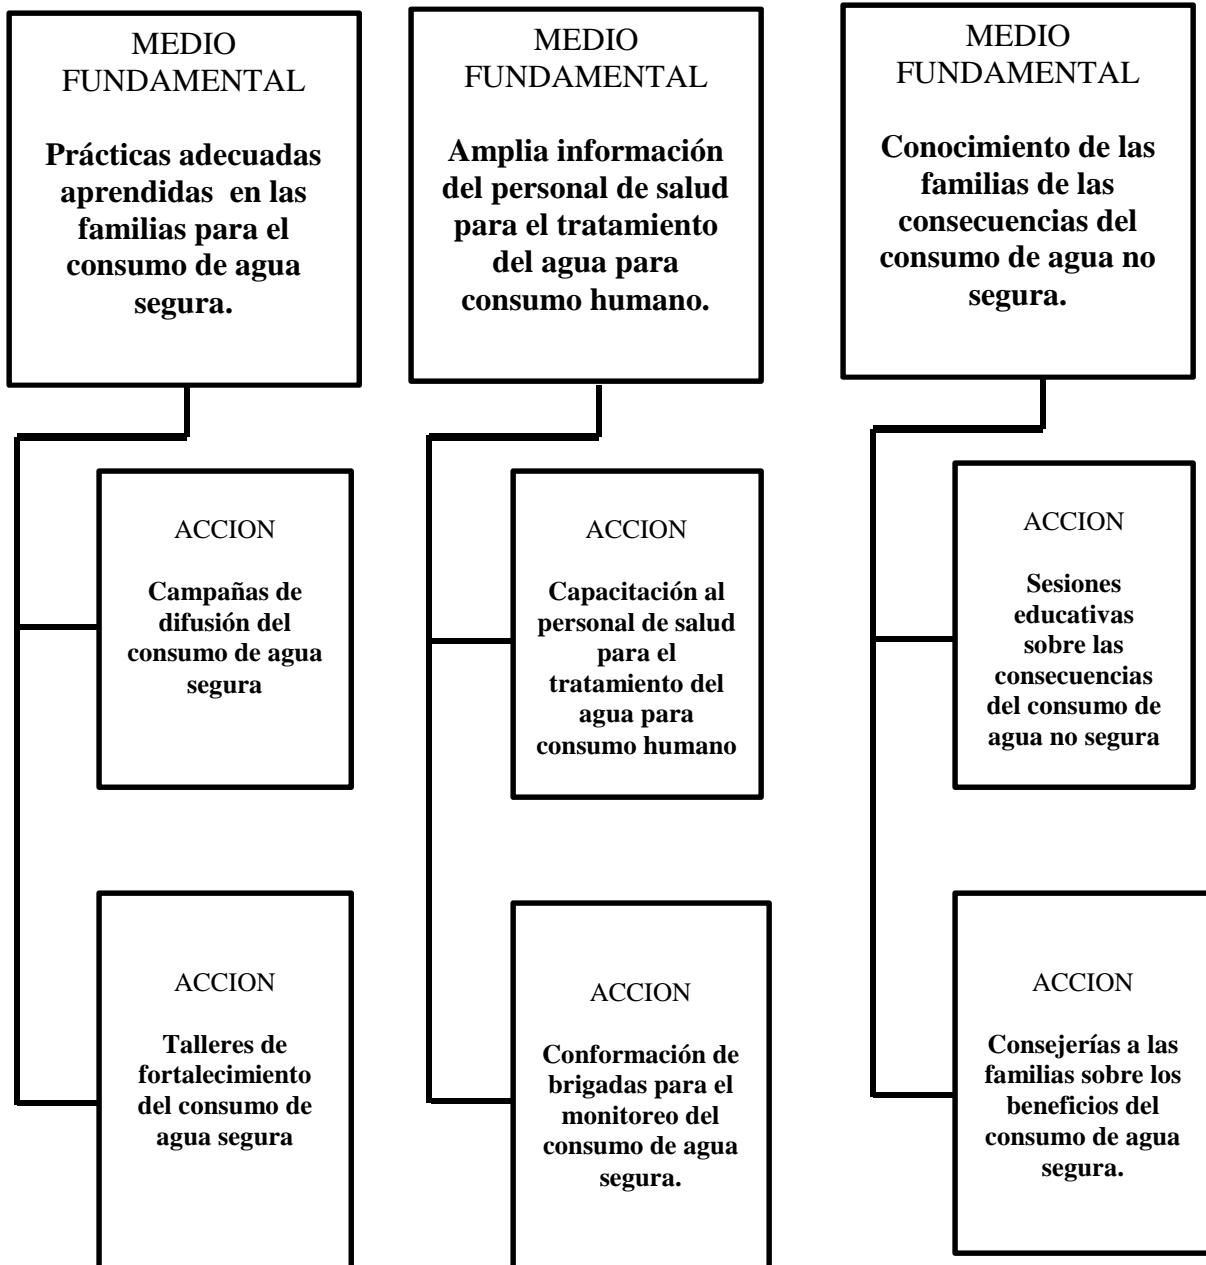 MEDIO
FUNDAMENTAL
Prácticas adecuadas
aprendidas en las
familias para el
consumo de agua
segura.
ACCION
Campañas de
difusión del
consumo de agua
segura
ACCION
Talleres de
fortalecimiento
del consumo de
agua segura
MEDIO
FUNDAMENTAL
Amplia información
del personal de salud
para el tratamiento
del agua para
consumo humano.
ACCION
Capacitación al
personal de salud
para el
tratamiento del
agua para
consumo humano
ACCION
Conformación de
brigadas para el
monitoreo del
consumo de agua
segura.
MEDIO
FUNDAMENTAL
Conocimiento de las
familias de las
consecuencias del
consumo de agua no
segura.
ACCION
Sesiones
educativas
sobre las
consecuencias
del consumo de
agua no segura
ACCION
Consejerías a las
familias sobre los
beneficios del
consumo de agua
segura.